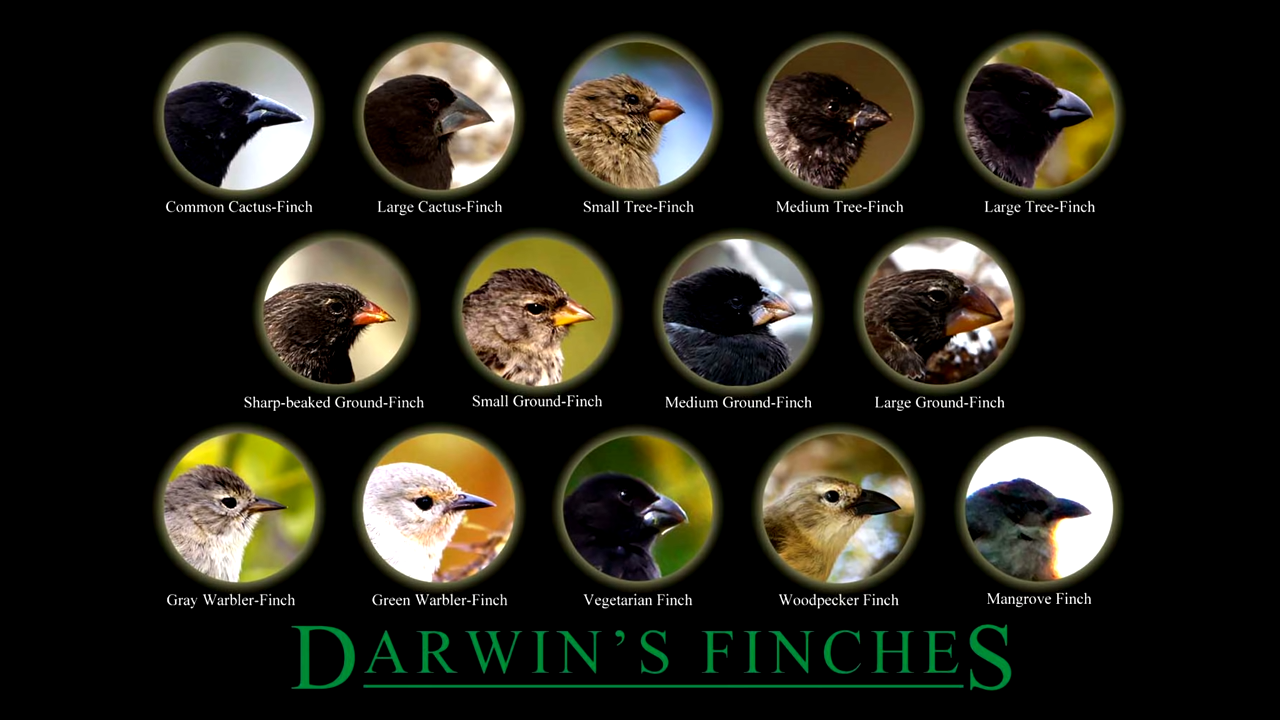 Common Cactus-Finch
Large Cactus-Finch
Small Tree-Finch
Medium Tree-Finch
Large Tree-Finch
Sharp-beaked Ground-Finch
Small Ground-Finch
Medium Ground-Finch
Large Ground-Finch
Gray Warbler-Finch
Green Warbler-Finch
Vegetarian Finch
Woodpecker Finch
Mangrove Finch
DARWIN'S FINCHES